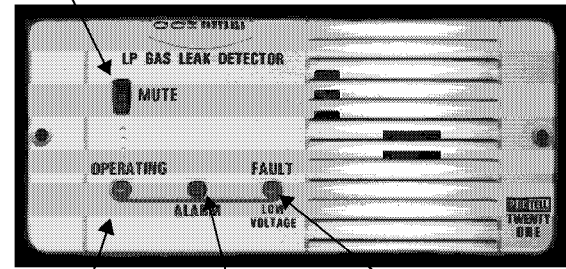 LP GAS LEAK DETECTOR
MUTE
OPERATING
FAULT
ALARM
LOW
VOLTAGE
TWENTY
ONE